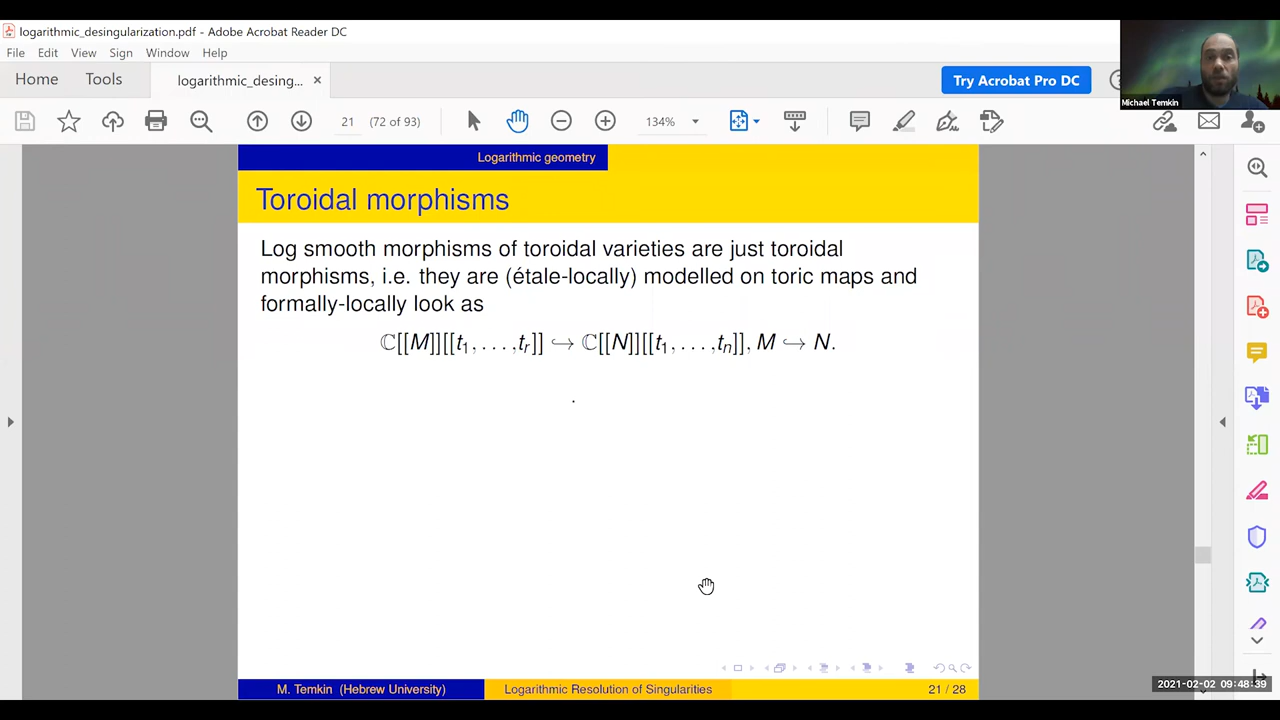 logarithmic_desingularization.pdf - Adobe Acrobat Reader DC
File Edit View Sign Window Help
Home Tools logarithmic_desing... ×
Try Acrobat Pro DC
Michael Temkin
21 (72 of 93) 134%
Logarithmic geometry
Toroidal morphisms
Log smooth morphisms of toroidal varieties are just toroidal
morphisms, i.e. they are (étale-locally) modelled on toric maps and
formally-locally look as
ℂ[[M]][[t₁,...,tᵣ]] ↪ ℂ[[N]][[t₁,...,tₙ]], M ↪ N.
M. Temkin (Hebrew University) Logarithmic Resolution of Singularities 21 / 28
2021-02-02 09:48:39